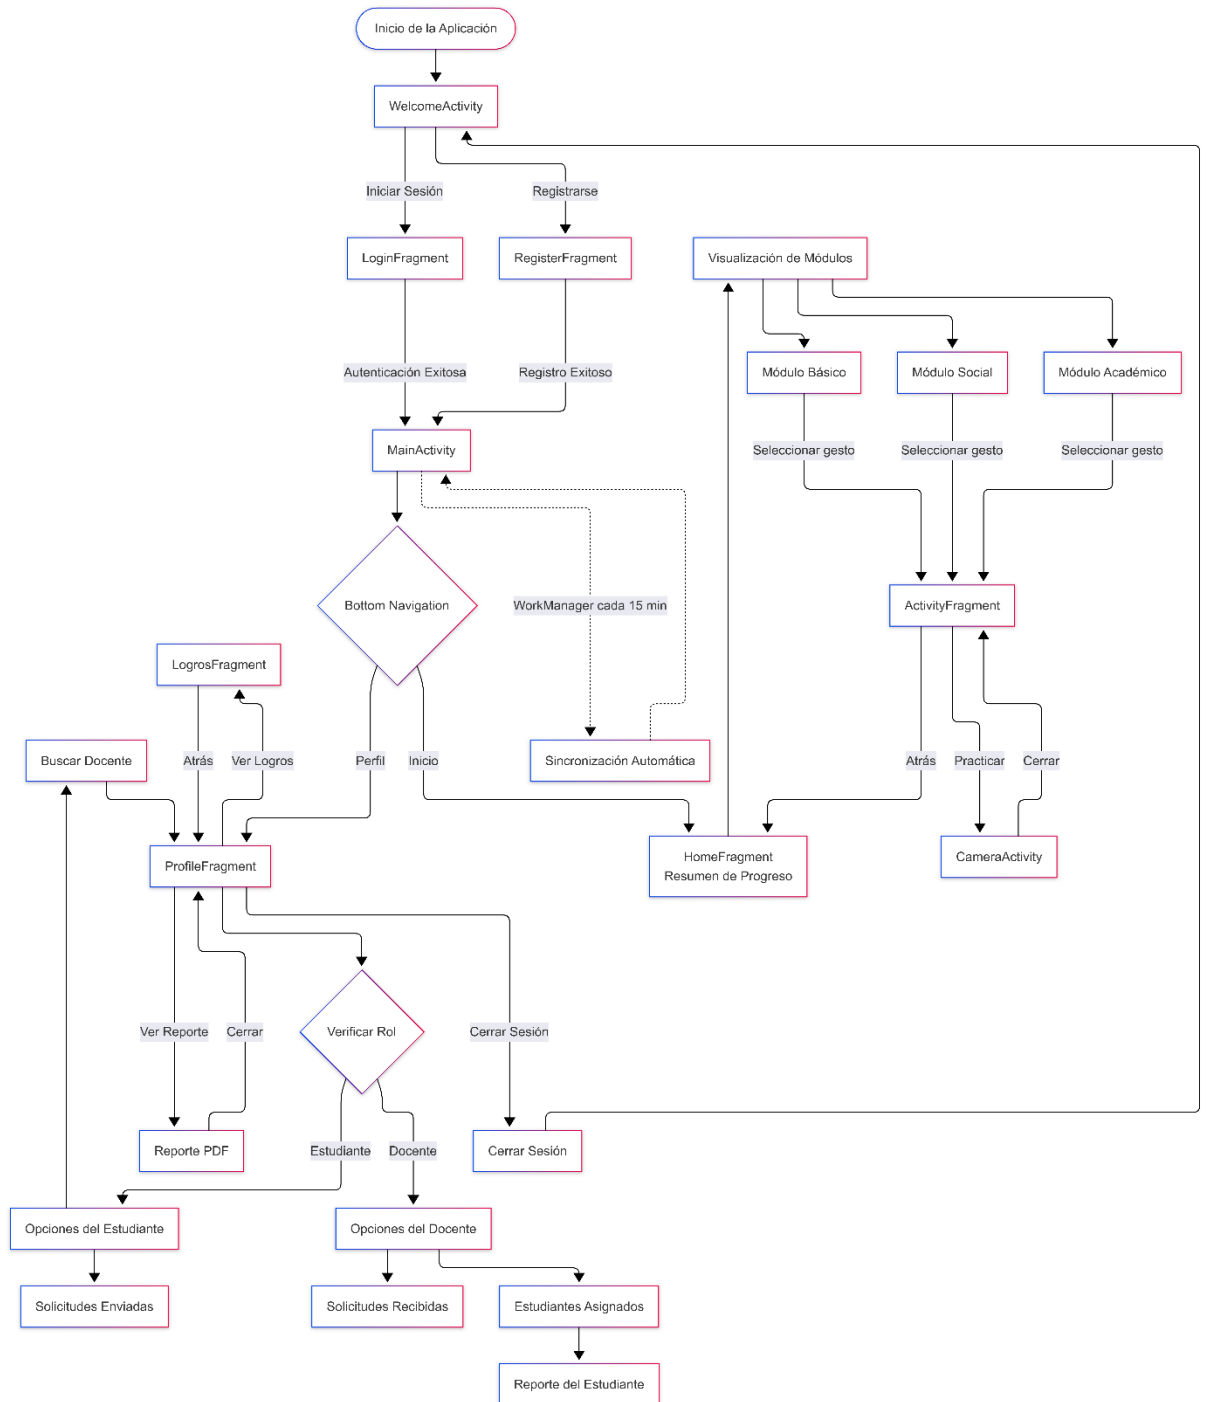 Inicio de la Aplicación
WelcomeActivity
Iniciar Sesión
Registrarse
LoginFragment
RegisterFragment
Visualización de Módulos
Autenticación Exitosa
Registro Exitoso
Módulo Básico
Módulo Social
Módulo Académico
MainActivity
Seleccionar gesto
Seleccionar gesto
Seleccionar gesto
Bottom Navigation
WorkManager cada 15 min
ActivityFragment
LogrosFragment
Buscar Docente
Atrás
Ver Logros
Perfil
Inicio
Sincronización Automática
Atrás
Practicar
Cerrar
ProfileFragment
HomeFragment
Resumen de Progreso
CameraActivity
Ver Reporte
Cerrar
Verificar Rol
Cerrar Sesión
Reporte PDF
Estudiante
Docente
Cerrar Sesión
Opciones del Estudiante
Opciones del Docente
Solicitudes Enviadas
Solicitudes Recibidas
Estudiantes Asignados
Reporte del Estudiante